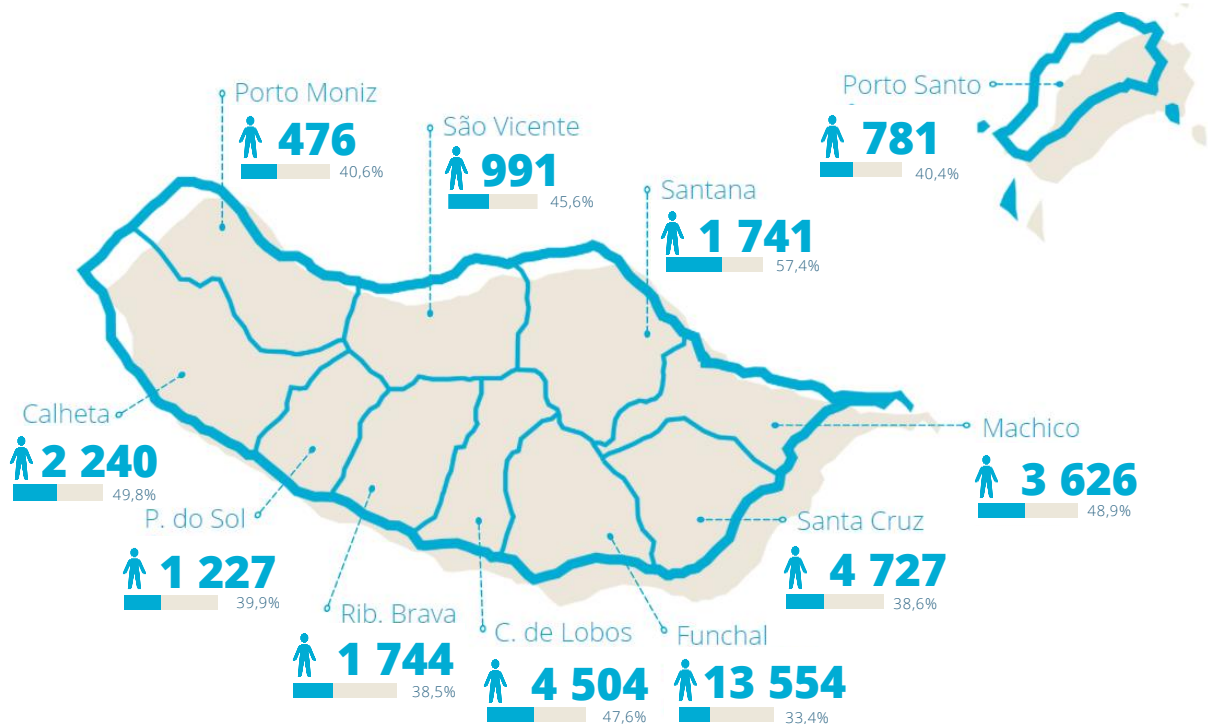 Porto Moniz
476
40,6%
São Vicente
991
45,6%
Santana
1 741
57,4%
Porto Santo
781
40,4%
Calheta
2 240
49,8%
P. do Sol
1 227
39,9%
Rib. Brava
1 744
38,5%
C. de Lobos
4 504
47,6%
Funchal
13 554
33,4%
Santa Cruz
4 727
38,6%
Machico
3 626
48,9%